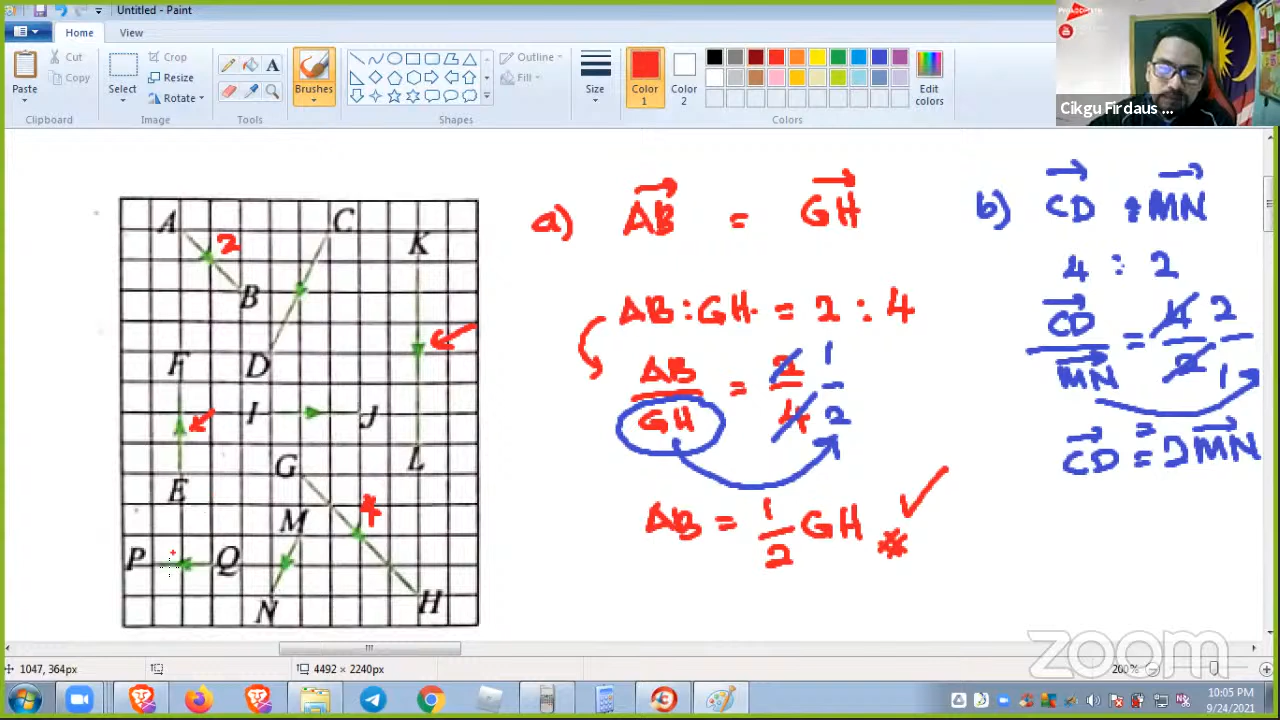 Untitled - Paint
Home View
Cut
Copy
Paste
Clipboard
Select
Crop
Resize
Rotate
Image
Tools
Brushes
Shapes
Outline
Fill
Size
Color 1
Color 2
Colors
Edit colors
Cikgu Firdaus ...
A 2 B
C D
K L
F E
I J
G H *
M N
P Q
a) AB = GH
AB : GH = 2 : 4
AB/GH = 2/4 1/2
AB = 1/2 GH *
b) CD : MN
4 : 2
CD/MN = 4/2 2/1
CD = 2MN
zoom
1047, 364px
4492 × 2240px
200%
10:05 PM
9/24/2021